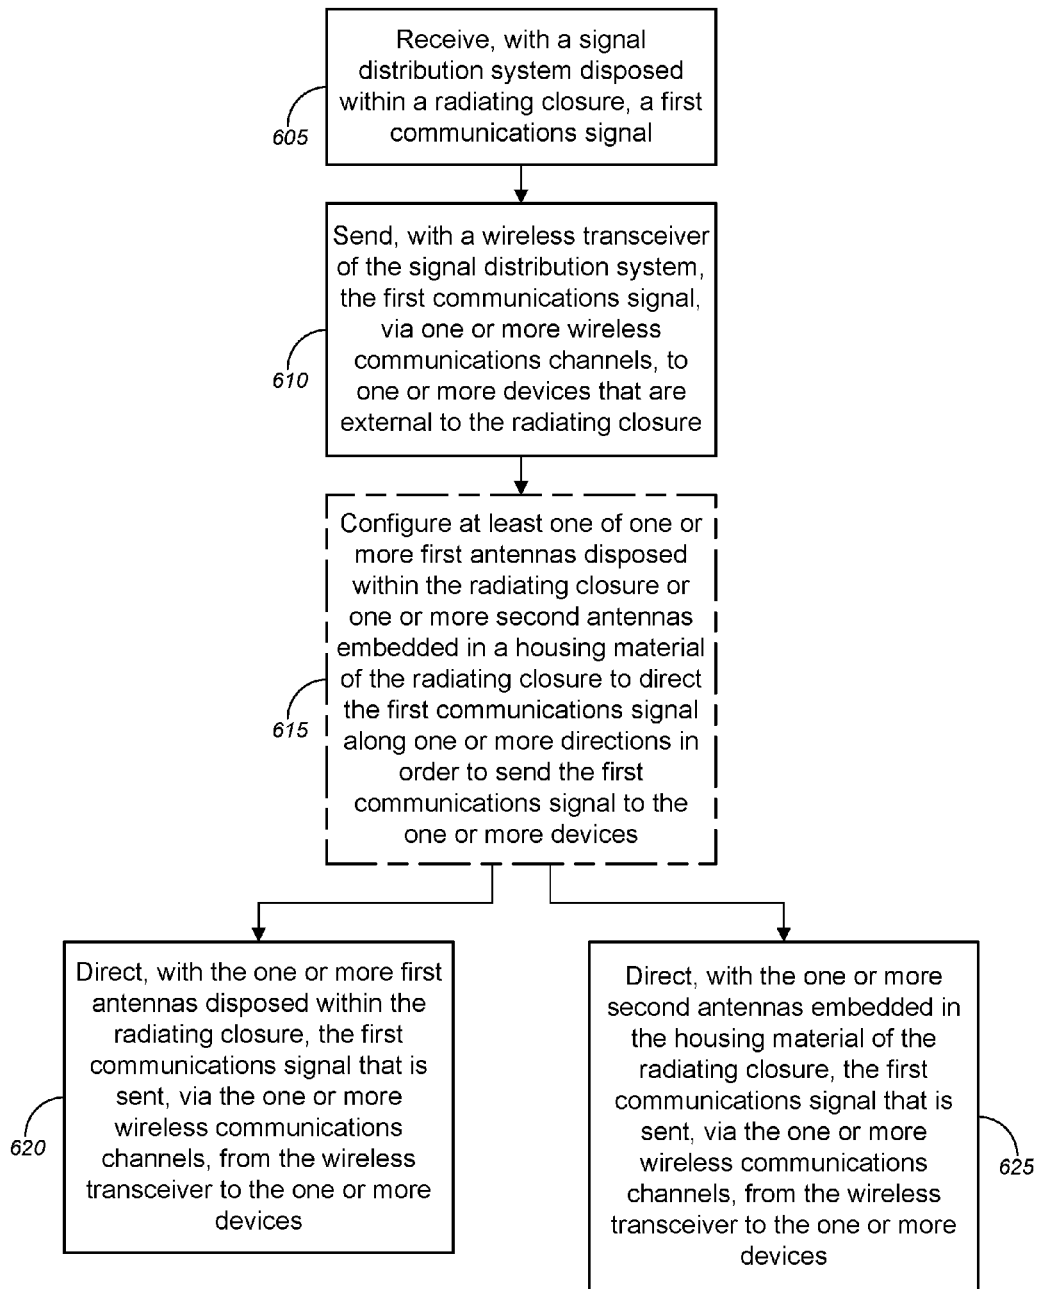 Receive, with a signal
distribution system disposed
within a radiating closure, a first
communications signal
605
Send, with a wireless transceiver
of the signal distribution system,
the first communications signal,
via one or more wireless
communications channels, to
one or more devices that are
external to the radiating closure
610
Configure at least one of one or
more first antennas disposed
within the radiating closure or
one or more second antennas
embedded in a housing material
of the radiating closure to direct
the first communications signal
along one or more directions in
order to send the first
communications signal to the
one or more devices
615
Direct, with the one or more first
antennas disposed within the
radiating closure, the first
communications signal that is
sent, via the one or more
wireless communications
channels, from the wireless
transceiver to the one or more
devices
620
Direct, with the one or more
second antennas embedded in
the housing material of the
radiating closure, the first
communications signal that is
sent, via the one or more
wireless communications
channels, from the wireless
transceiver to the one or more
devices
625